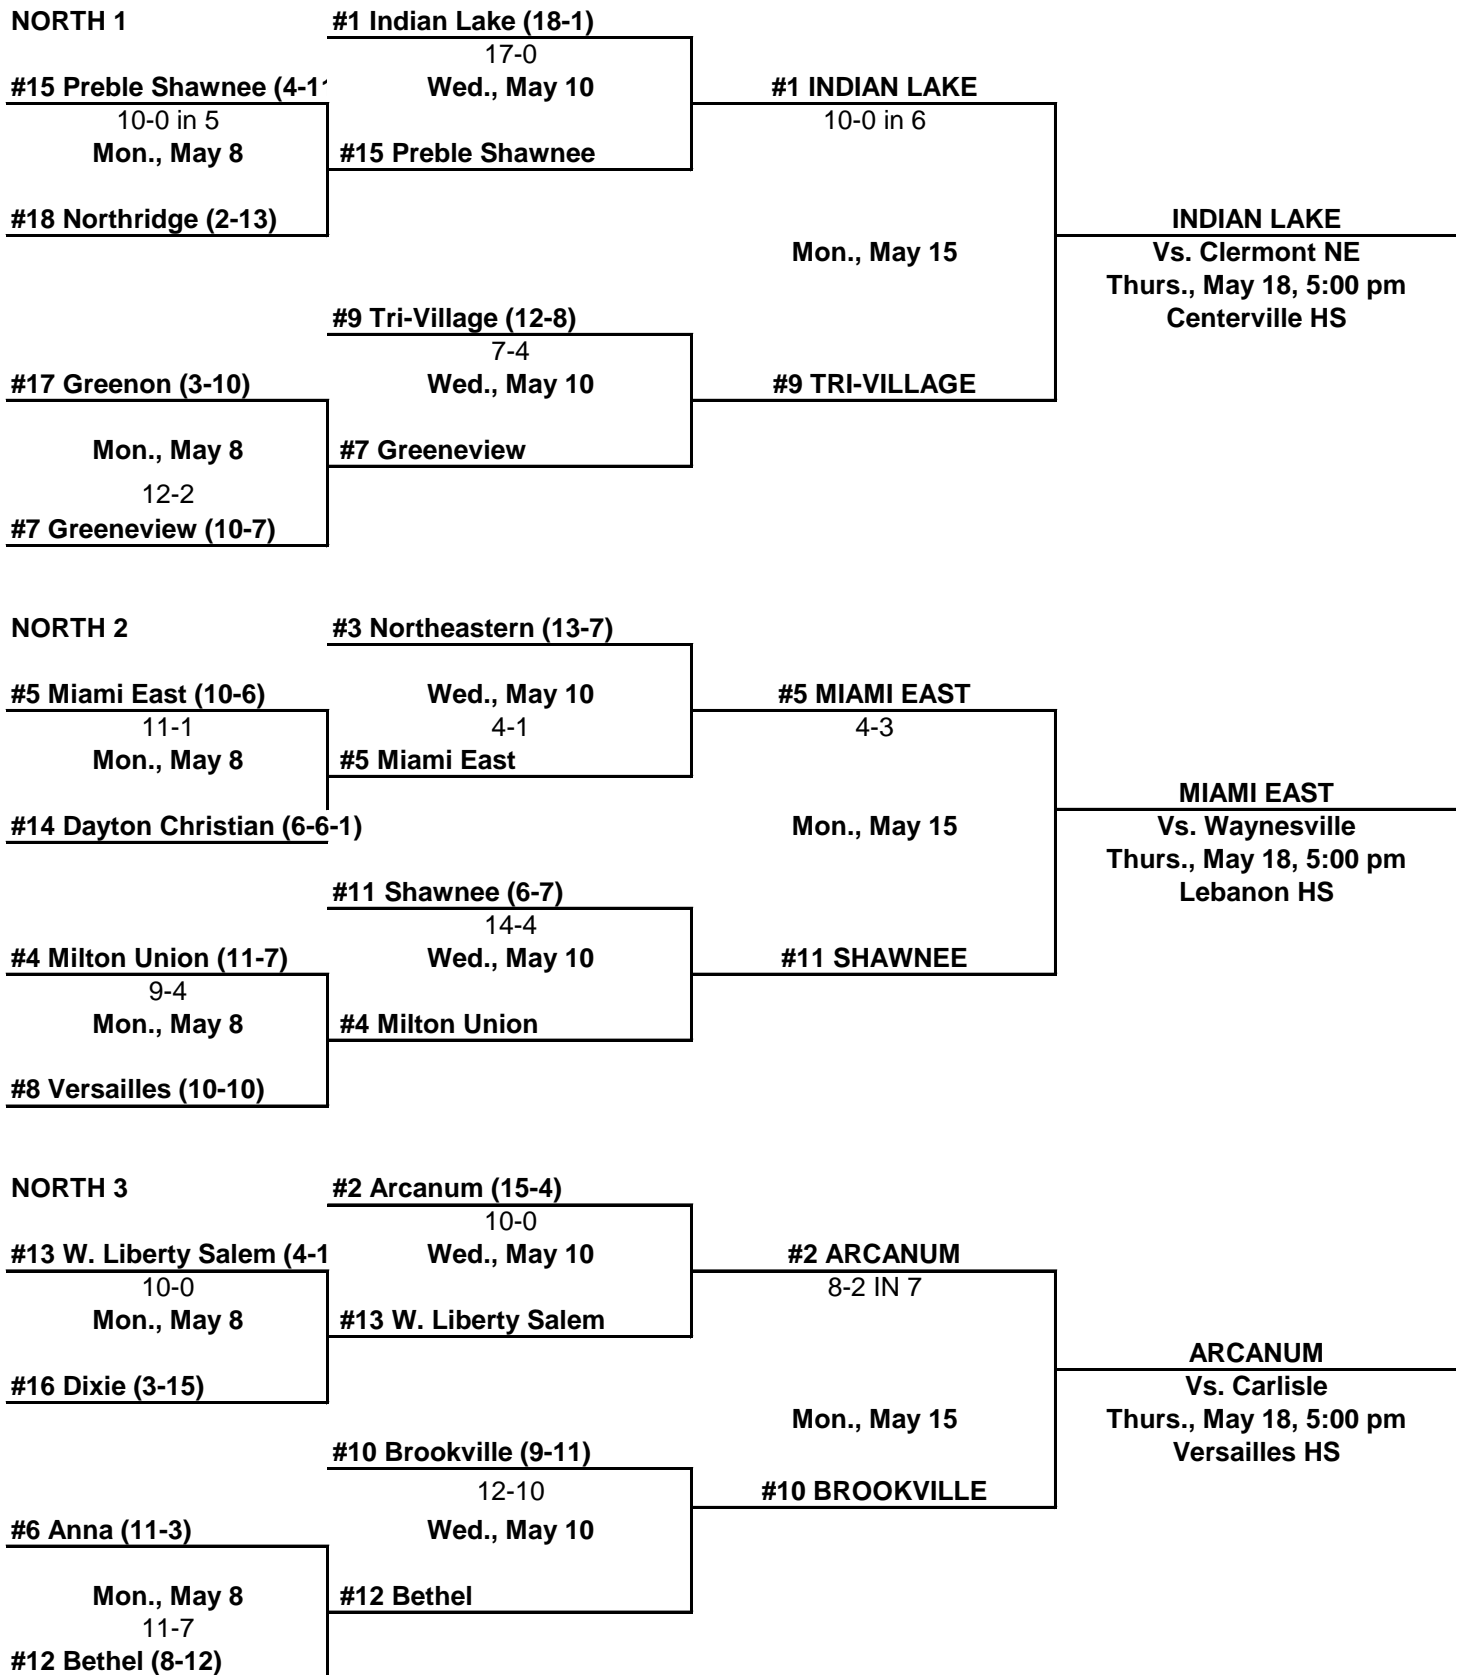 NORTH 1
#1 Indian Lake (18-1)
17-0
#15 Preble Shawnee (4-11
Wed., May 10
#1 INDIAN LAKE
10-0 in 5
10-0 in 6
Mon., May 8
#15 Preble Shawnee
#18 Northridge (2-13)
INDIAN LAKE
Mon., May 15
Vs. Clermont NE
Thurs., May 18, 5:00 pm
#9 Tri-Village (12-8)
Centerville HS
7-4
#17 Greenon (3-10)
Wed., May 10
#9 TRI-VILLAGE
Mon., May 8
#7 Greeneview
12-2
#7 Greeneview (10-7)
NORTH 2
#3 Northeastern (13-7)
#5 Miami East (10-6)
Wed., May 10
#5 MIAMI EAST
11-1
4-1
4-3
Mon., May 8
#5 Miami East
MIAMI EAST
#14 Dayton Christian (6-6-1)
Mon., May 15
Vs. Waynesville
Thurs., May 18, 5:00 pm
#11 Shawnee (6-7)
Lebanon HS
14-4
#4 Milton Union (11-7)
Wed., May 10
#11 SHAWNEE
9-4
Mon., May 8
#4 Milton Union
#8 Versailles (10-10)
NORTH 3
#2 Arcanum (15-4)
10-0
#13 W. Liberty Salem (4-1
Wed., May 10
#2 ARCANUM
10-0
8-2 IN 7
Mon., May 8
#13 W. Liberty Salem
ARCANUM
#16 Dixie (3-15)
Vs. Carlisle
Mon., May 15
Thurs., May 18, 5:00 pm
#10 Brookville (9-11)
Versailles HS
12-10
#10 BROOKVILLE
#6 Anna (11-3)
Wed., May 10
Mon., May 8
#12 Bethel
11-7
#12 Bethel (8-12)